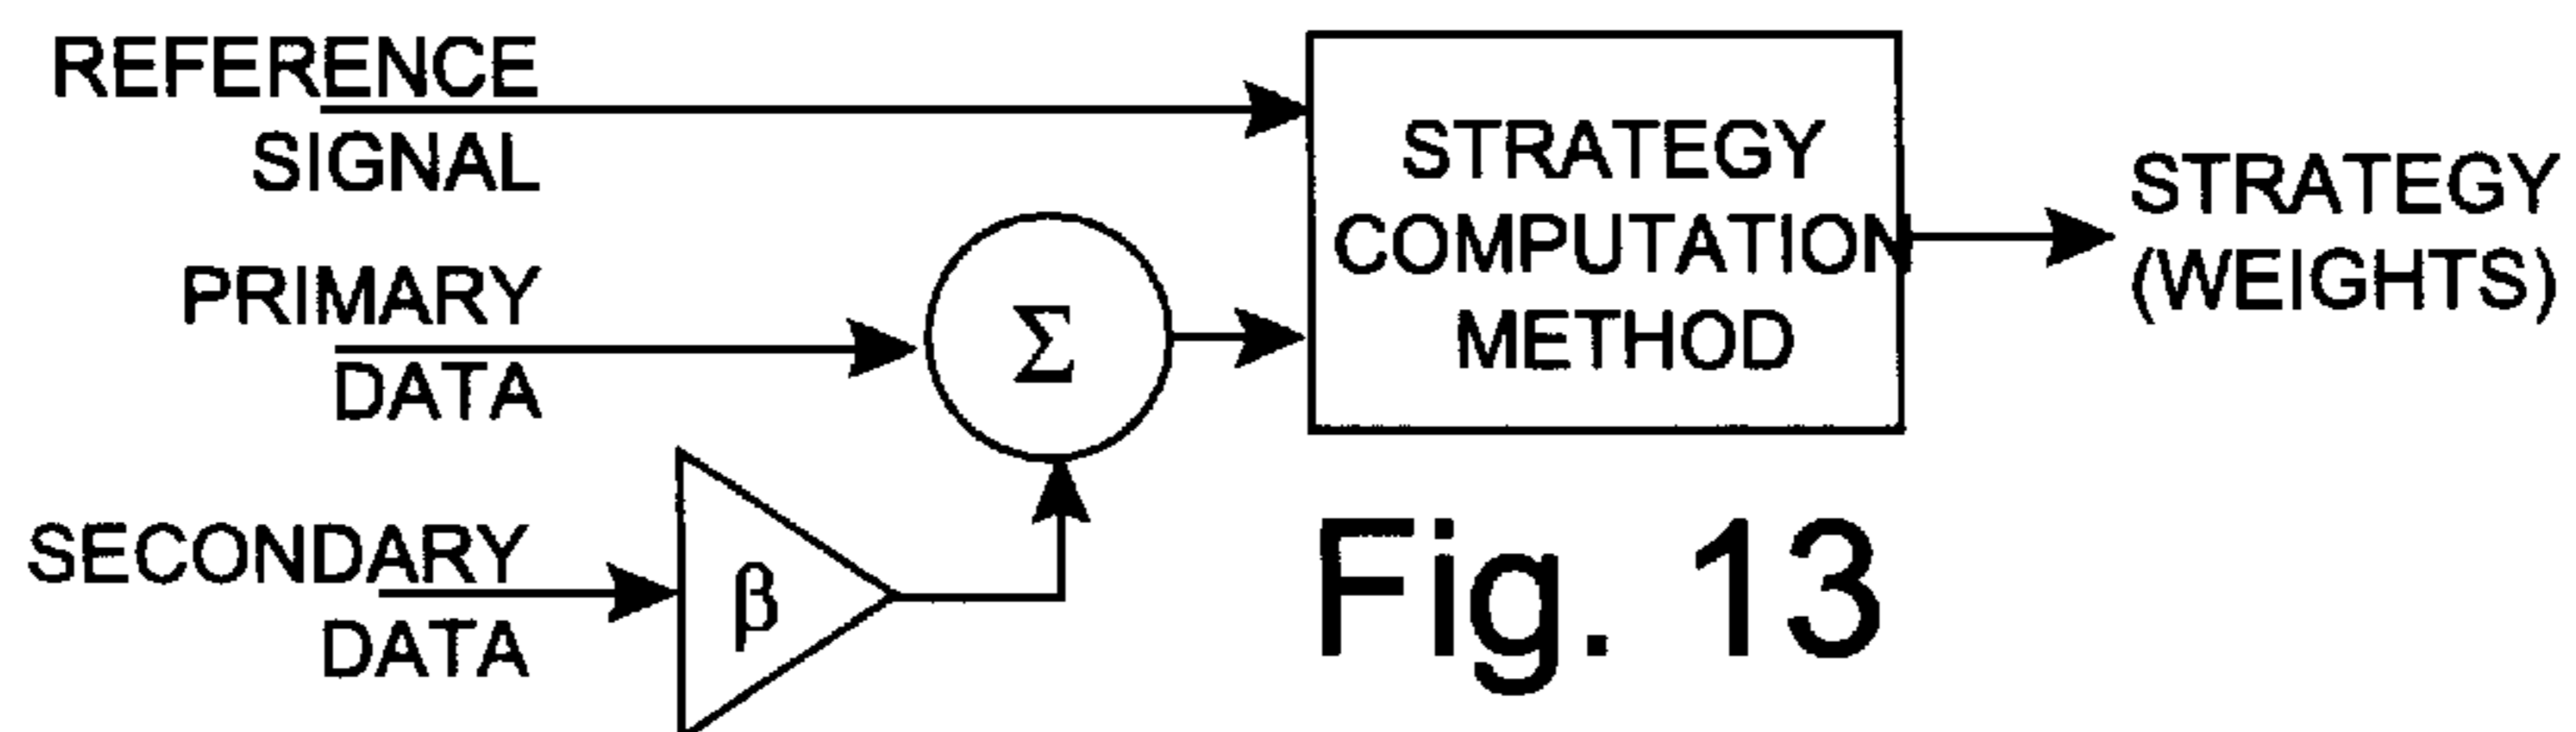 REFERENCE
SIGNAL
PRIMARY
DATA
SECONDARY
DATA
β
Σ
STRATEGY
COMPUTATION
METHOD
STRATEGY
(WEIGHTS)
Fig. 13